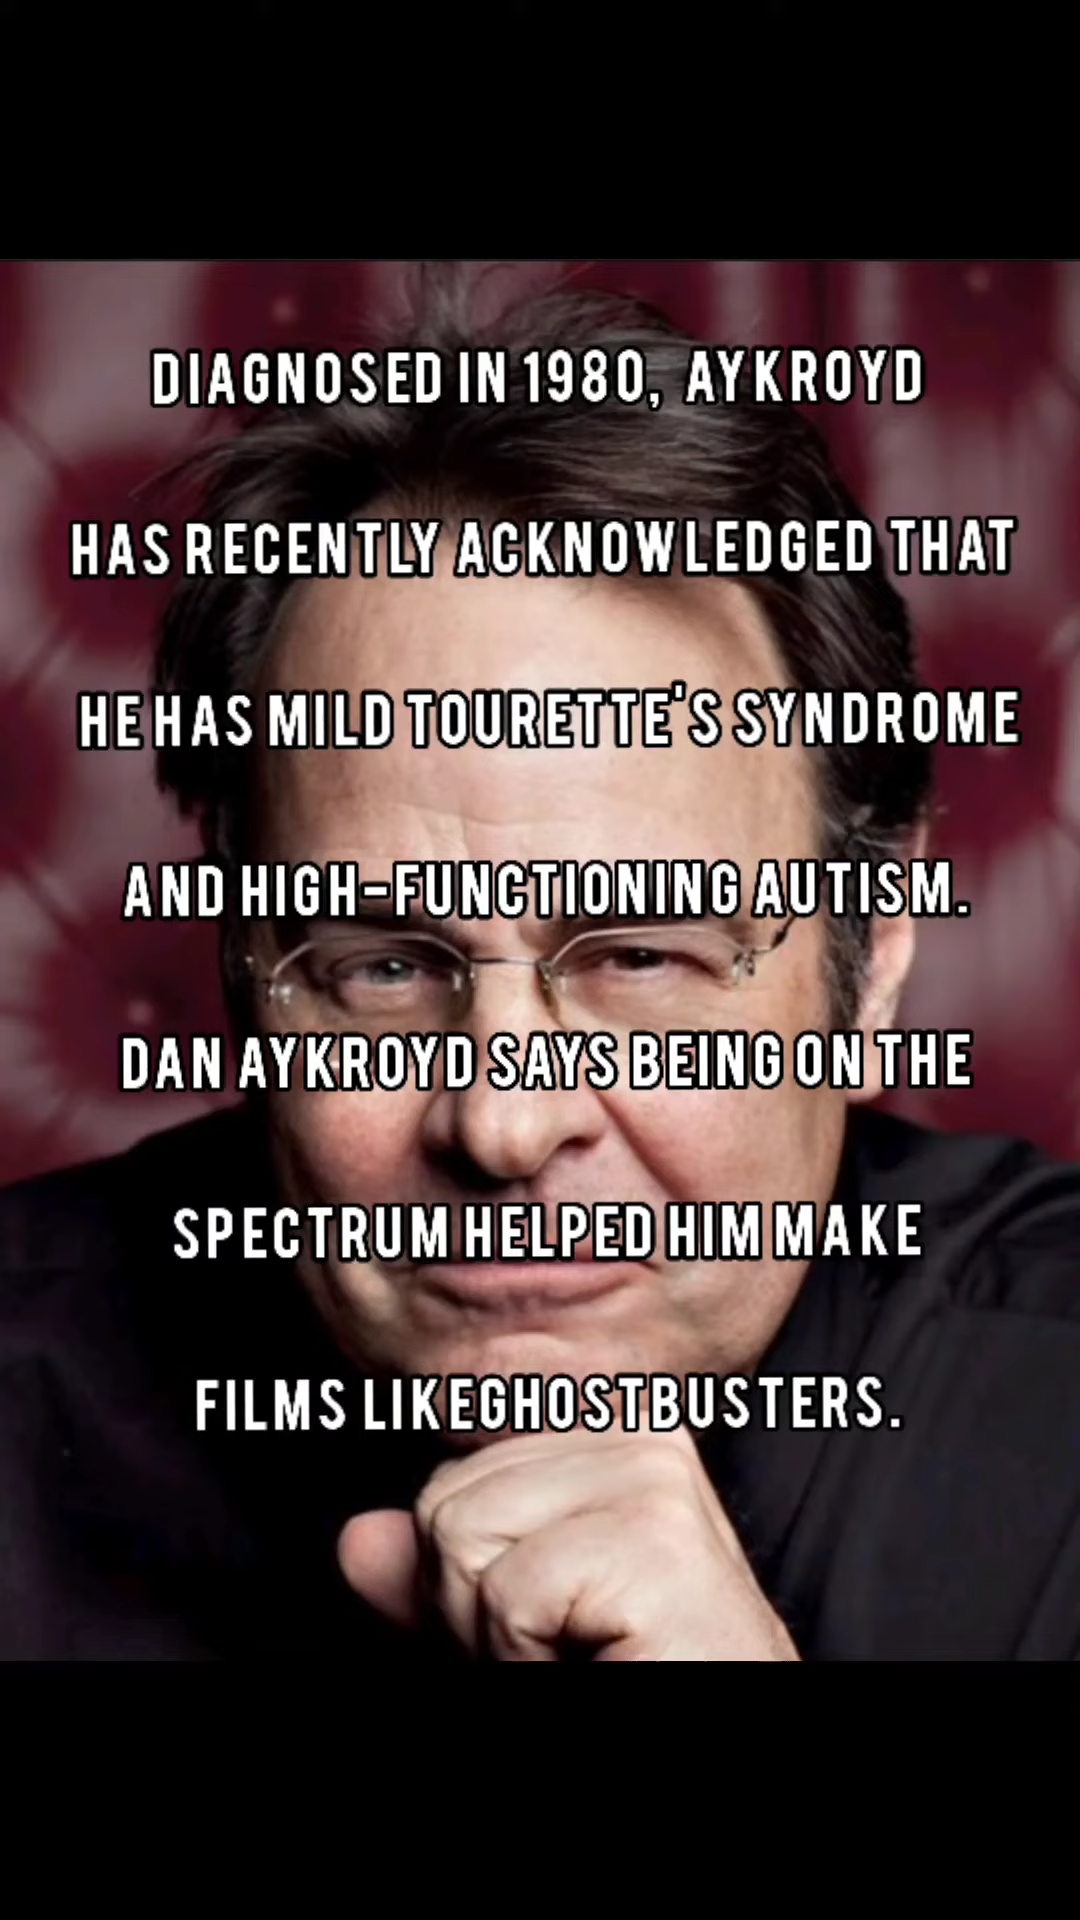 DIAGNOSED IN 1980, AYKROYD
HAS RECENTLY ACKNOWLEDGED THAT
HE HAS MILD TOURETTE'S SYNDROME
AND HIGH-FUNCTIONING AUTISM.
DAN AYKROYD SAYS BEING ON THE
SPECTRUM HELPED HIM MAKE
FILMS LIKEGHOSTBUSTERS.